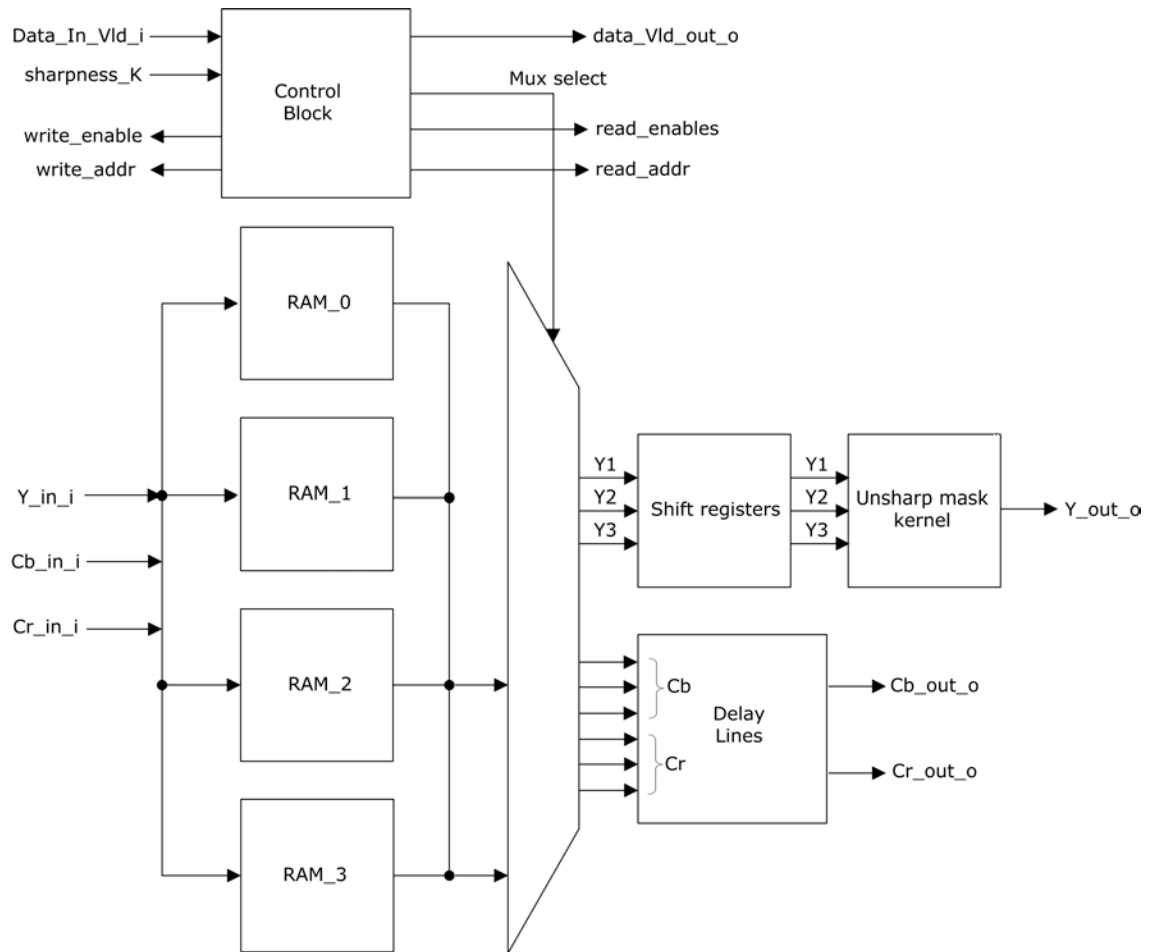 Data_In_Vld_i
data_Vld_out_o
sharpness_K
Mux select
Control
Block
write_enable
read_enables
write_addr
read_addr
RAM_0
Y_in_i
RAM_1
Y1
Y2
Y3
Shift registers
Y1
Y2
Y3
Unsharp mask
kernel
Y_out_o
Cb_in_i
Cr_in_i
RAM_2
Cb
Cr
Delay
Lines
Cb_out_o
Cr_out_o
RAM_3